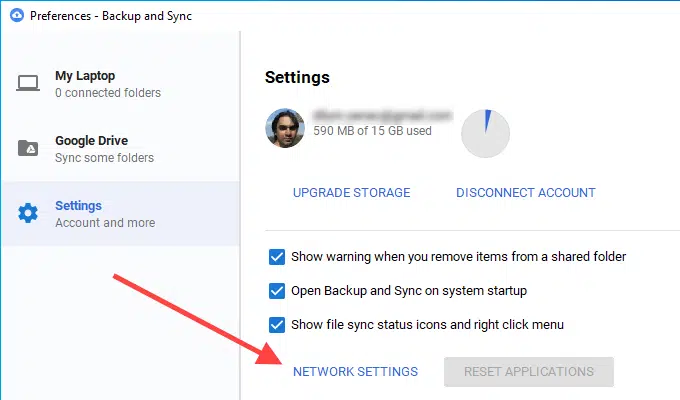 Preferences - Backup and Sync
My Laptop
0 connected folders
Google Drive
Sync some folders
Settings
Account and more
Settings
590 MB of 15 GB used
UPGRADE STORAGE DISCONNECT ACCOUNT
Show warning when you remove items from a shared folder
Open Backup and Sync on system startup
Show file sync status icons and right click menu
NETWORK SETTINGS RESET APPLICATIONS